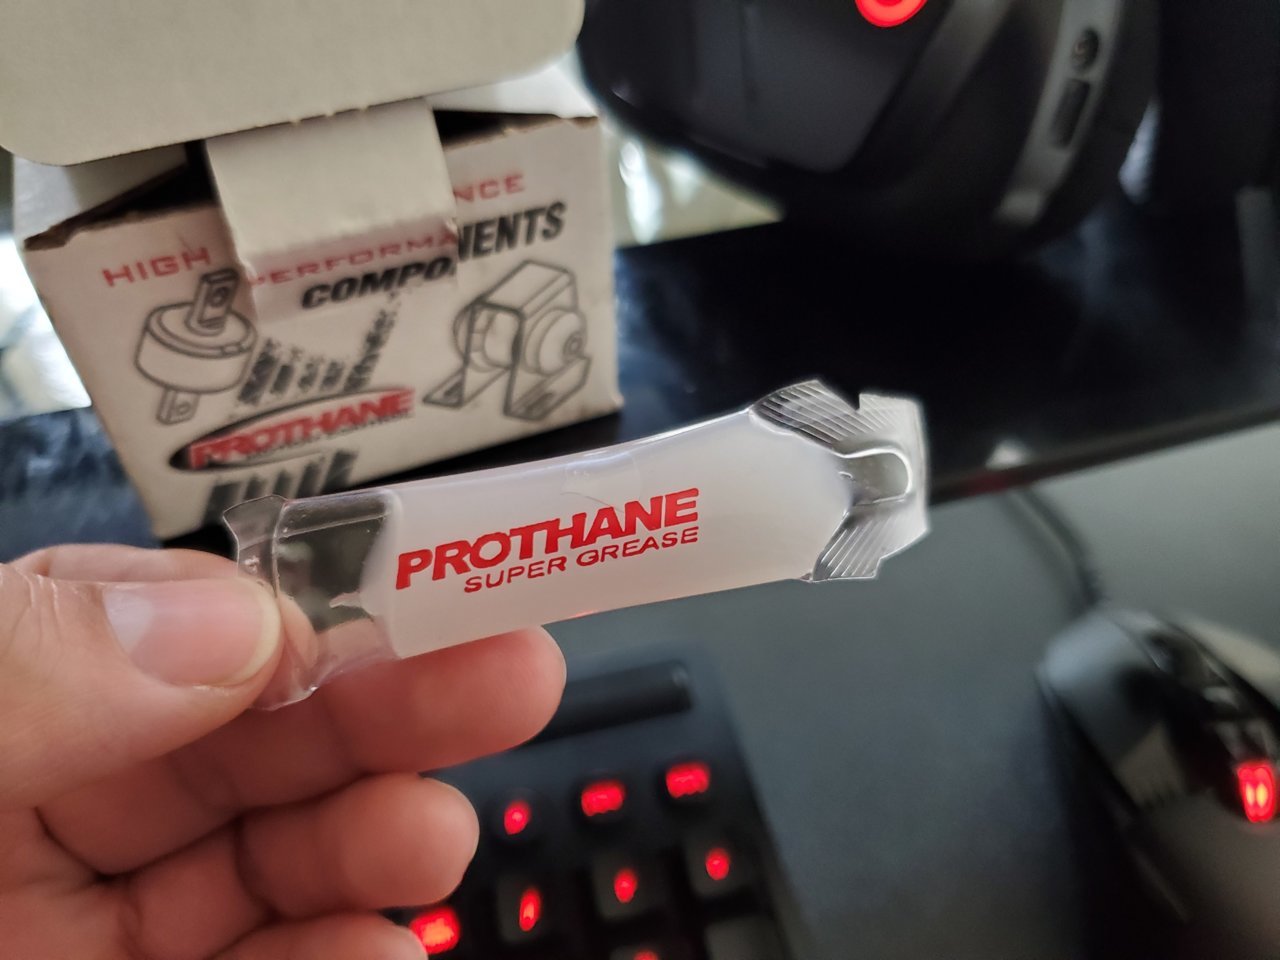 HIGH PERFORMANCE
COMPONENTS
PROTHANE
PROTHANE
SUPER GREASE